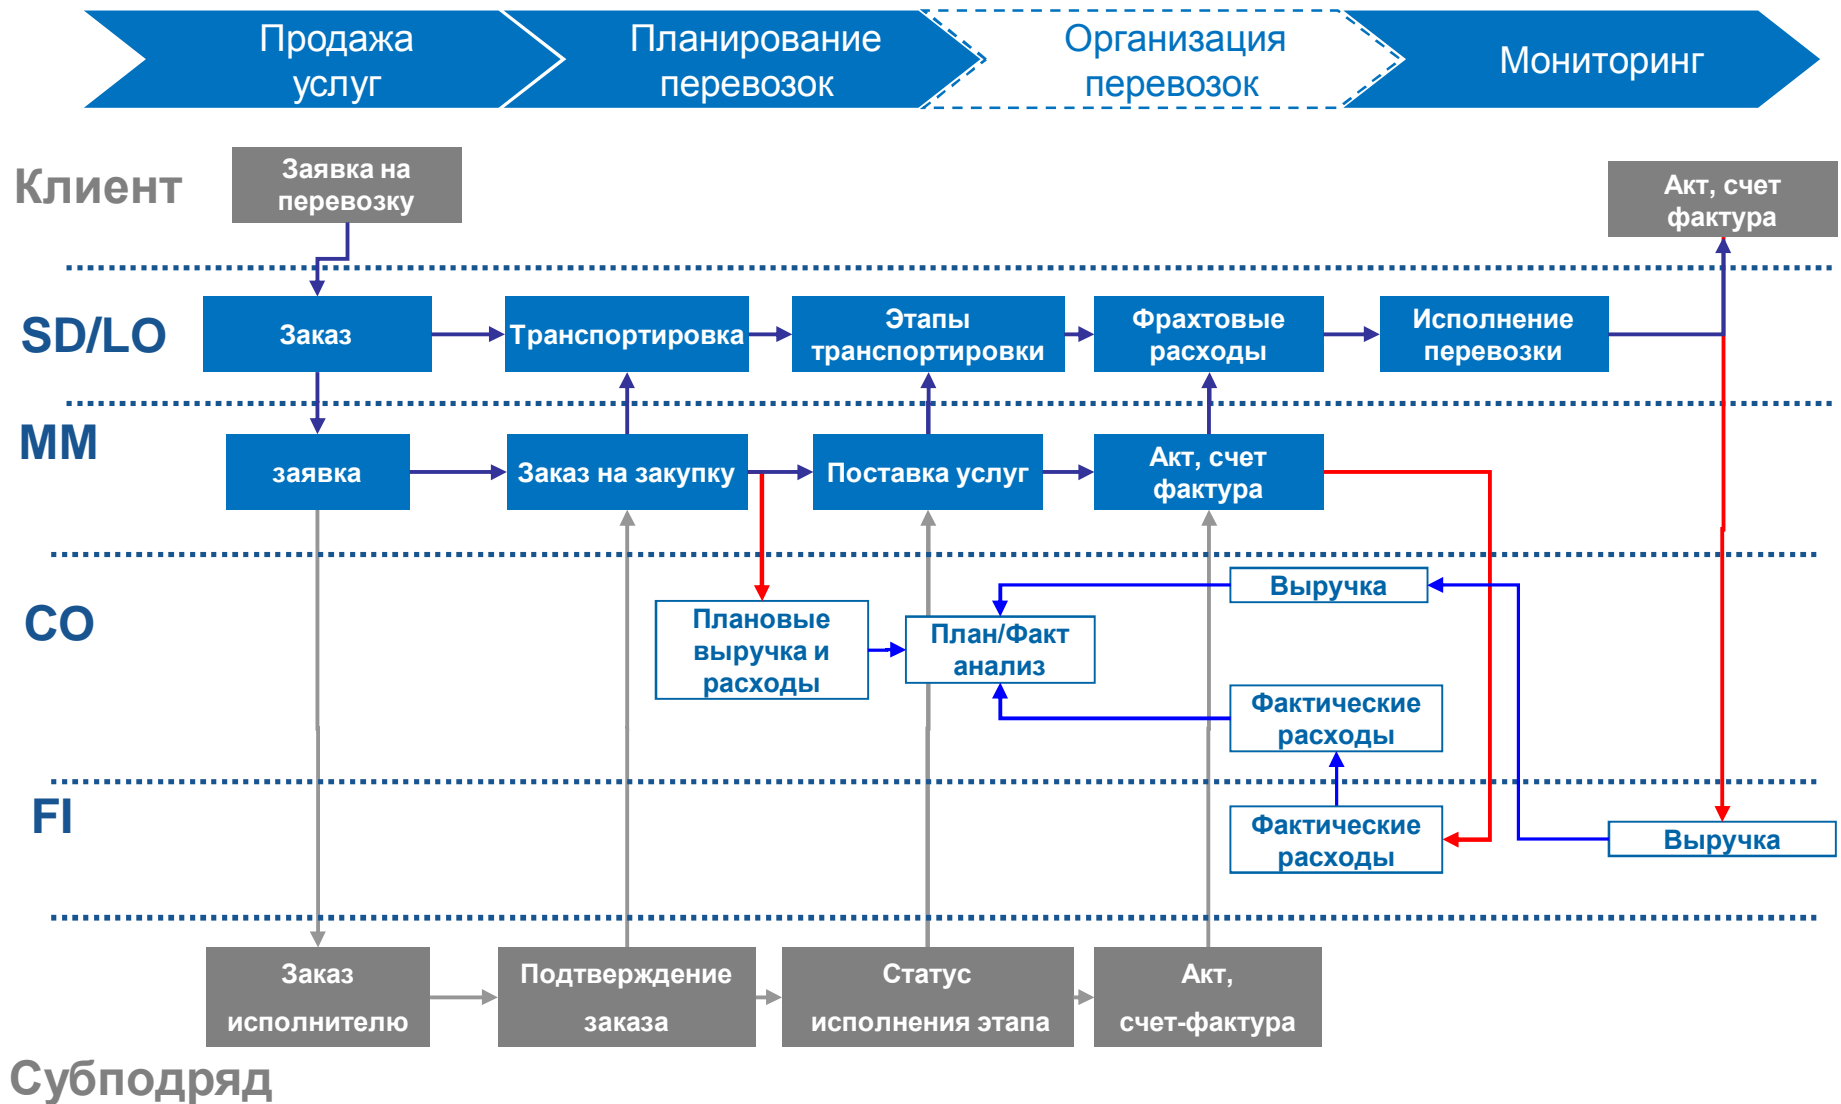 Продажа
услуг
Планирование
перевозок
Организация
перевозок
Мониторинг
Клиент
Заявка на
перевозку
Акт, счет
фактура
SD/LO
Заказ
Транспортировка
Этапы
транспортировки
Фрахтовые
расходы
Исполнение
перевозки
MM
заявка
Заказ на закупку
Поставка услуг
Акт, счет
фактура
CO
Плановые
выручка и
расходы
План/Факт
анализ
Выручка
Фактические
расходы
FI
Фактические
расходы
Выручка
Заказ
исполнителю
Подтверждение
заказа
Статус
исполнения этапа
Акт,
счет-фактура
Субподряд